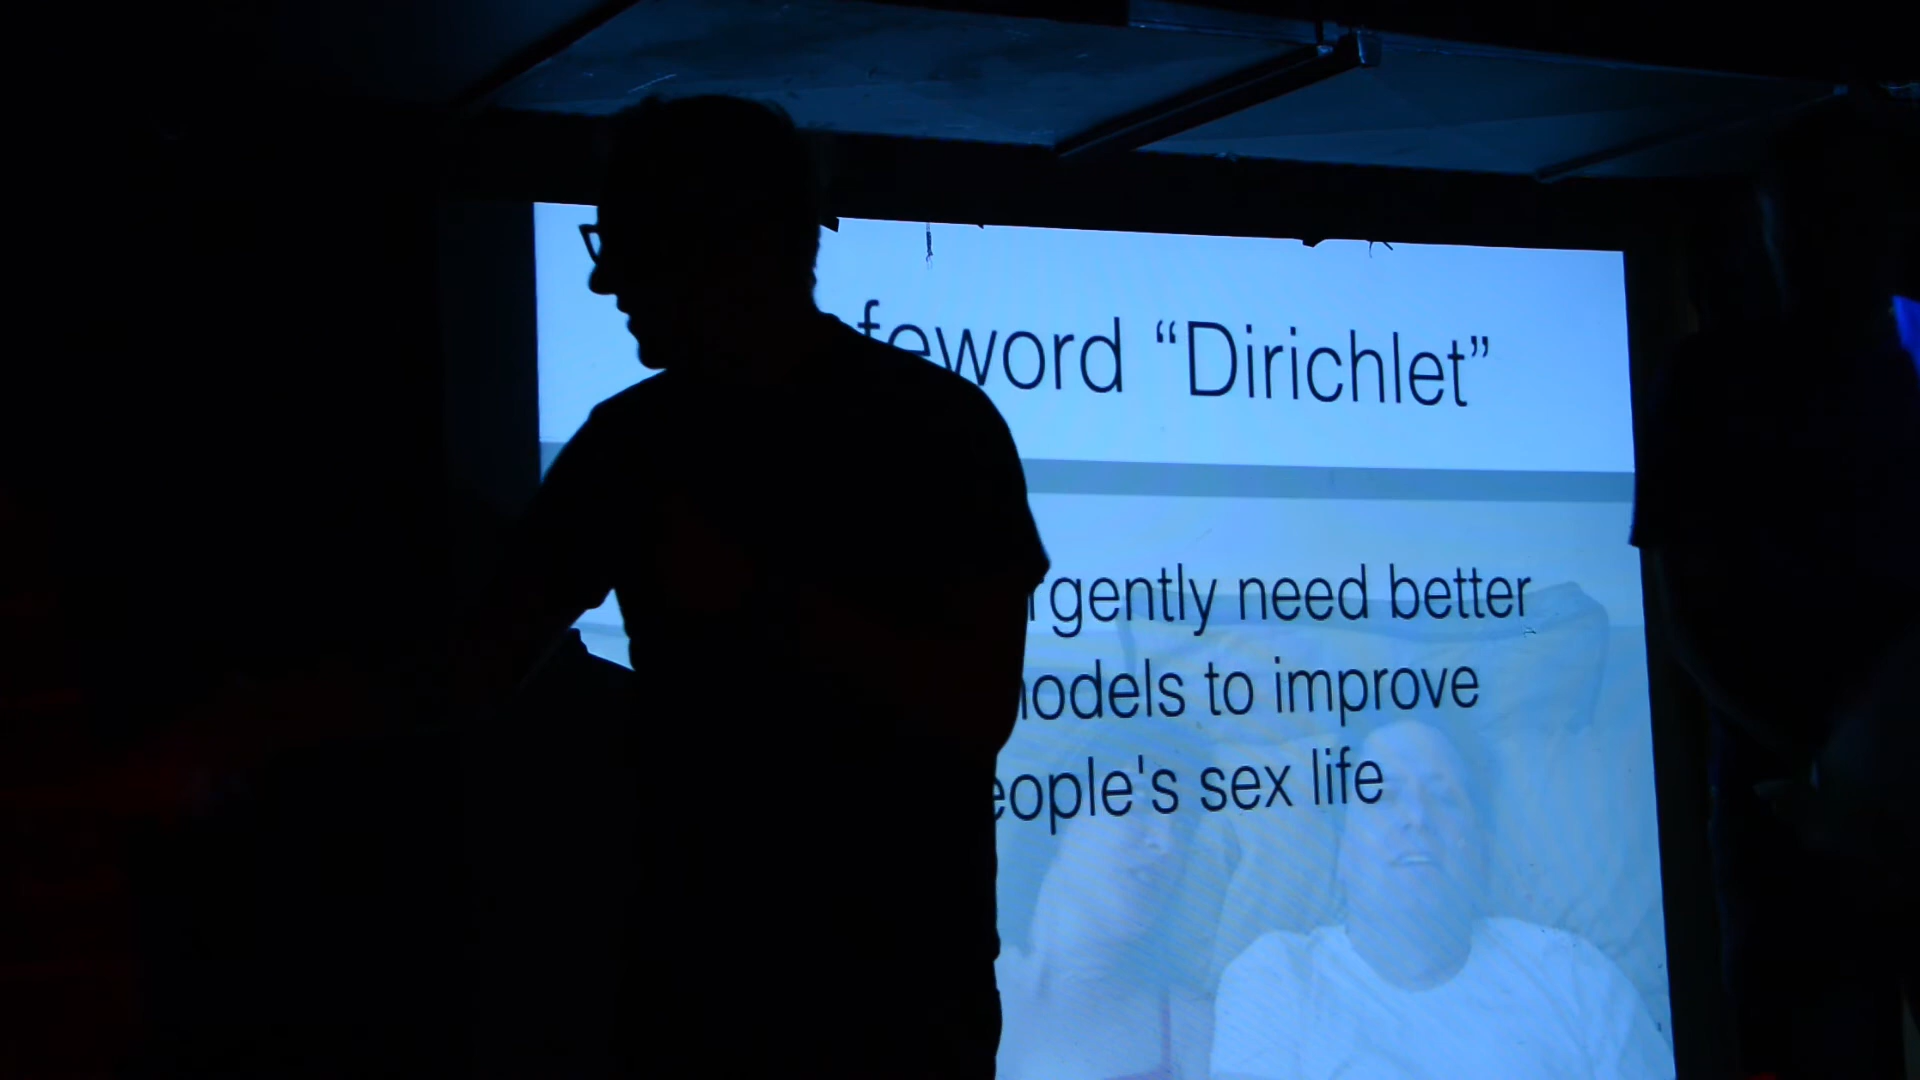 feword “Dirichlet”
rgently need better
odels to improve
eople's sex life